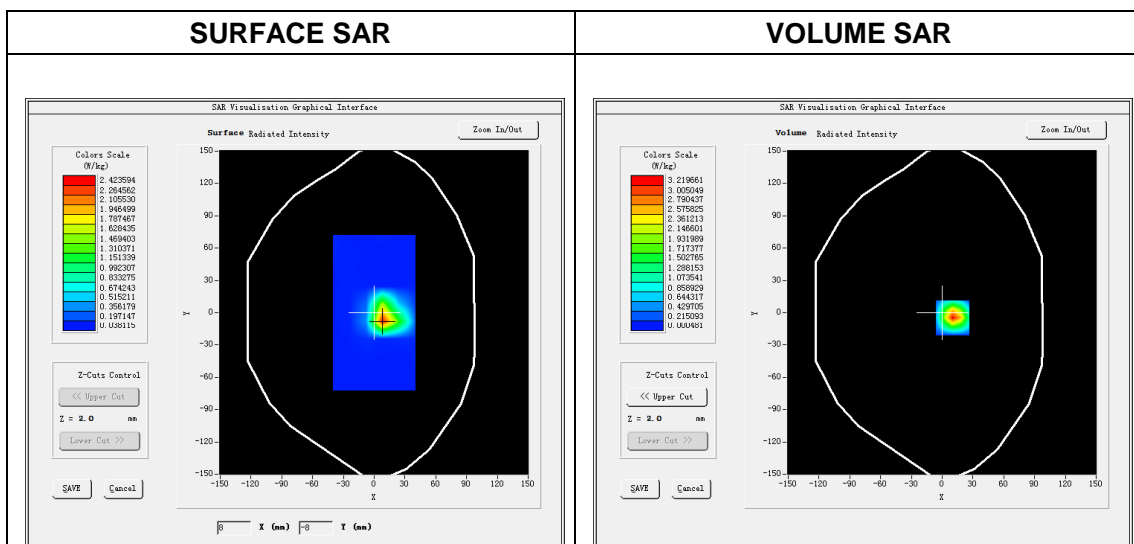 SURFACE SAR
VOLUME SAR
SAR Visualisation Graphical Interface
Surface Radiated Intensity
Zoom In/Out
Colors Scale
(W/kg)
2.423594
2.264562
2.105530
1.946499
1.787467
1.628435
1.469403
1.310371
1.151339
0.992307
0.833275
0.674243
0.515211
0.356179
0.197147
0.038115
150
120
90
60
30
0
-30
-60
-90
-120
-150
Y
-150 -120 -90 -60 -30 0 30 60 90 120 150
X
Z-Cuts Control
<< Upper Cut
Z = 2.0 mm
Lower Cut >>
SAVE Cancel
8 X (mm) -8 Y (mm)
SAR Visualisation Graphical Interface
Volume Radiated Intensity
Zoom In/Out
Colors Scale
(W/kg)
3.219661
3.005049
2.790437
2.575825
2.361213
2.146601
1.931989
1.717377
1.502765
1.288153
1.073541
0.858929
0.644317
0.429705
0.215093
0.000481
150
120
90
60
30
0
-30
-60
-90
-120
-150
Y
-150 -120 -90 -60 -30 0 30 60 90 120 150
X
Z-Cuts Control
<< Upper Cut
Z = 2.0 mm
Lower Cut >>
SAVE Cancel